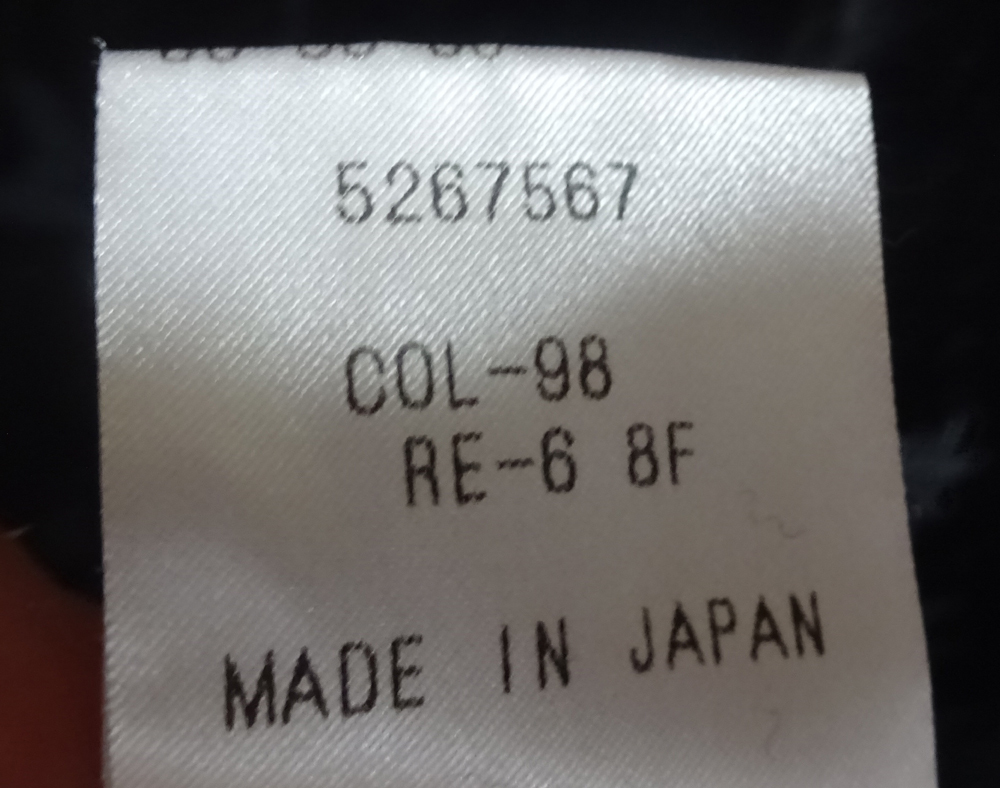 5267567
COL-98
RE-6 8F
MADE IN JAPAN